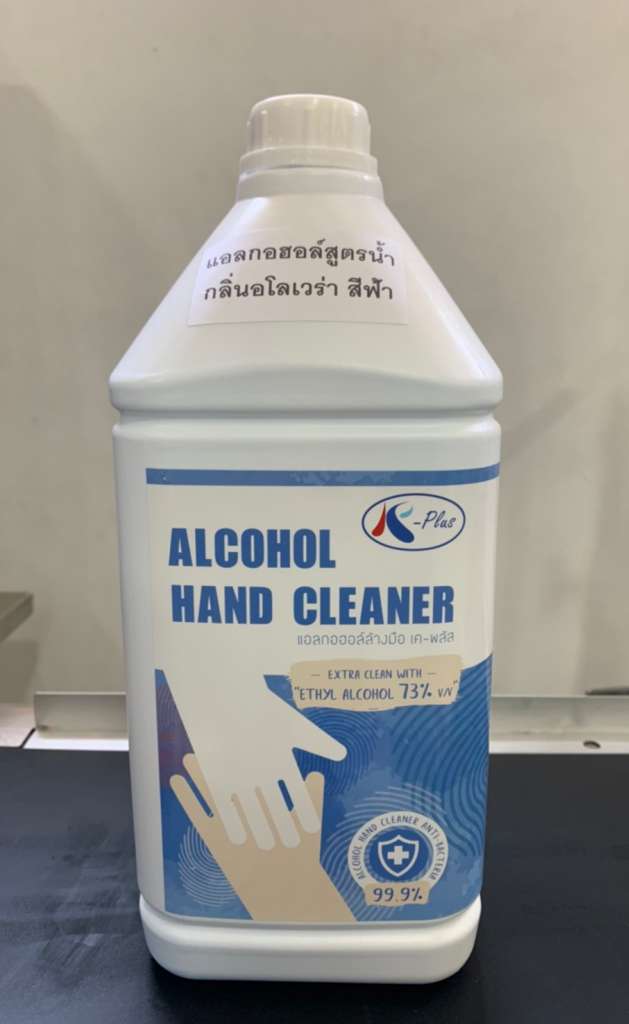 แอลกอฮอล์สูตรน้ำ
กลิ่นอโลเวร่า สีฟ้า
K-Plus
ALCOHOL
HAND CLEANER
แอลกอฮอล์ล้างมือ เค-พลัส
— EXTRA CLEAN WITH —
"ETHYL ALCOHOL 73% V/V"
ALCOHOL HAND CLEANER ANTI-BACTERIA
99.9%